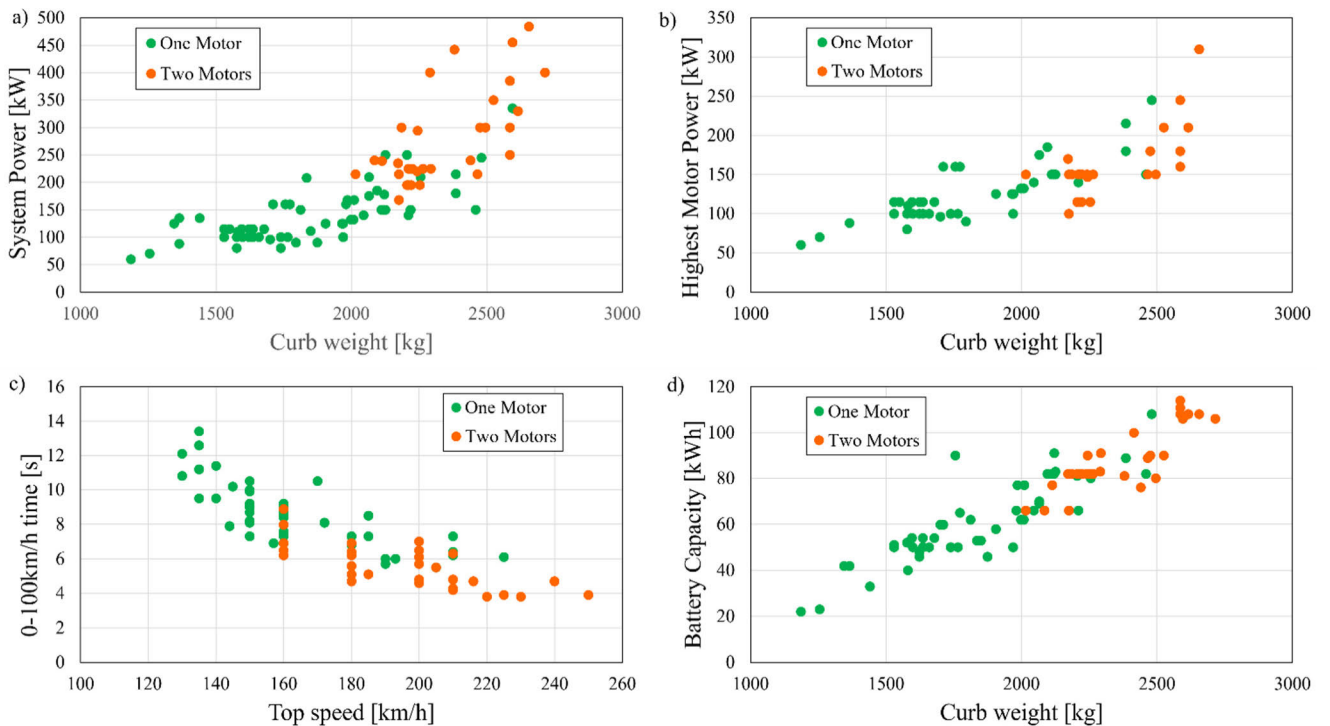 a)
System Power [kW]
500
450
400
350
300
250
200
150
100
50
0
One Motor
Two Motors
1000 1500 2000 2500 3000
Curb weight [kg]
b)
Highest Motor Power [kW]
350
300
250
200
150
100
50
0
One Motor
Two Motors
1000 1500 2000 2500 3000
Curb weight [kg]
c)
0-1000km/h time [s]
16
14
12
10
8
6
4
2
0
One Motor
Two Motors
100 120 140 160 180 200 220 240 260
Top speed [km/h]
d)
Battery Capacity [kWh]
120
100
80
60
40
20
0
One Motor
Two Motors
1000 1500 2000 2500 3000
Curb weight [kg]